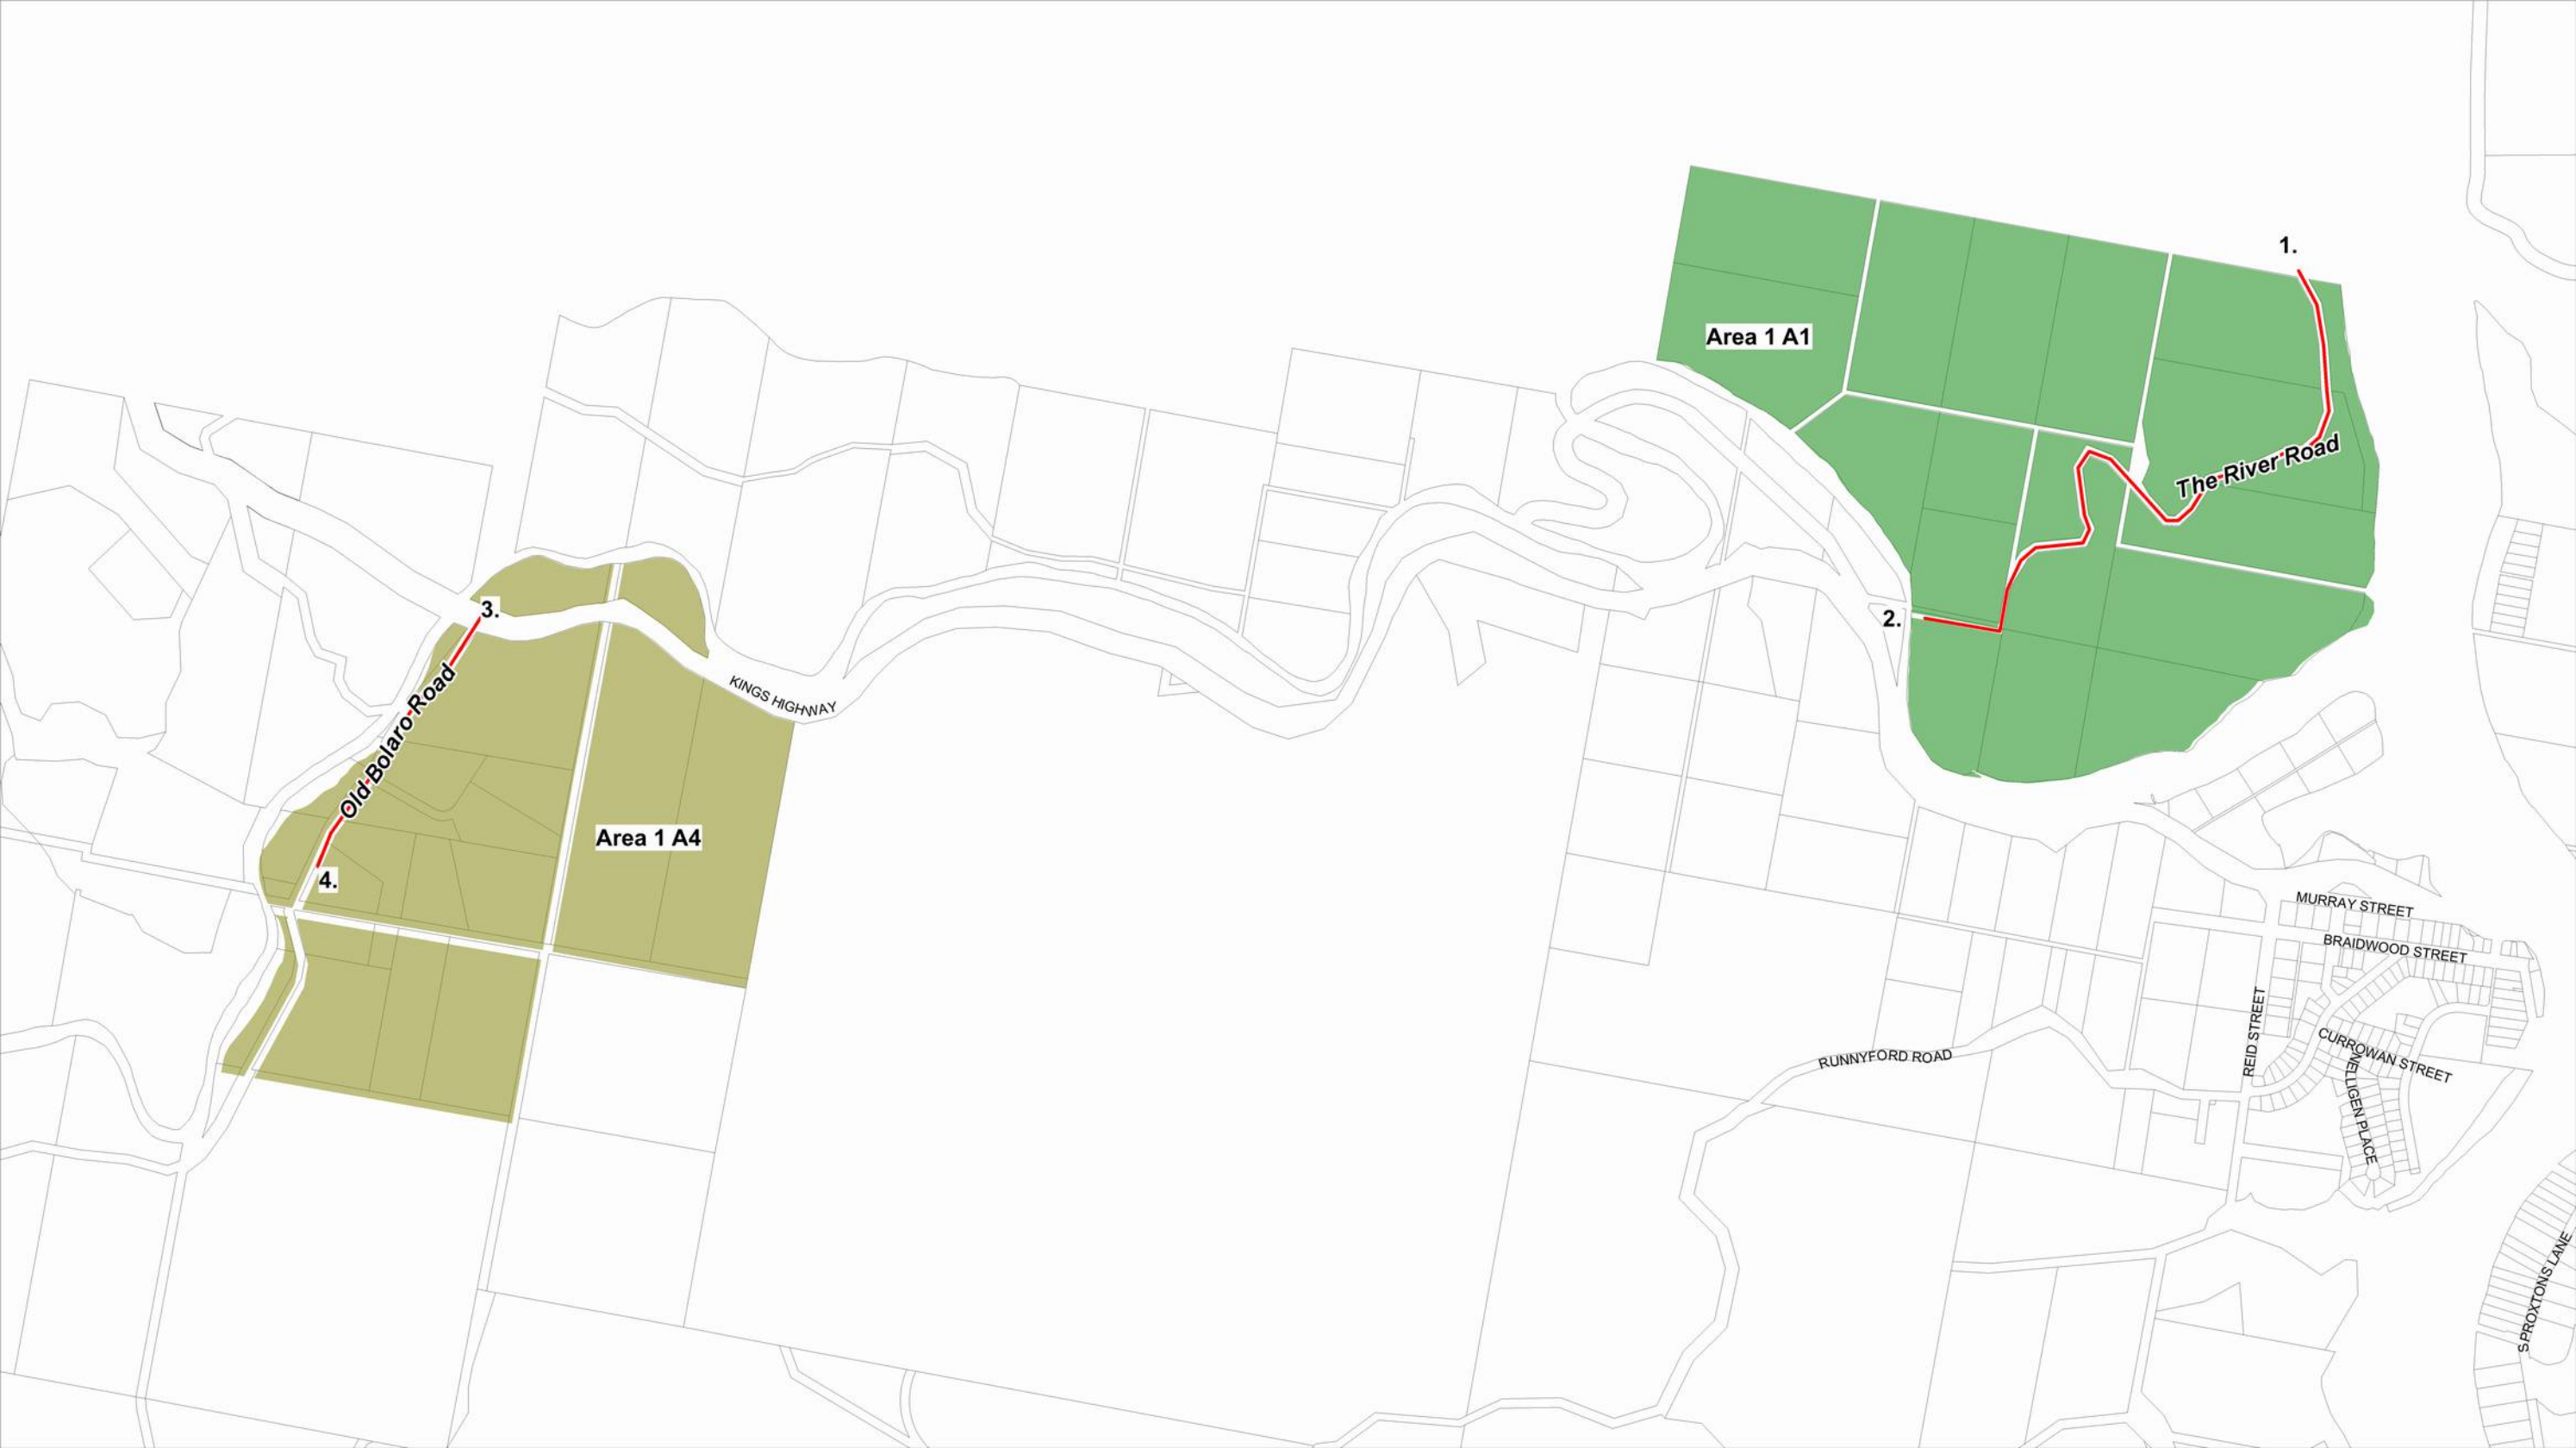 1.
Area 1 A1
The River Road
3.
2.
KINGS HIGHWAY
Old Bolaro Road
Area 1 A4
4.
MURRAY STREET
BRAIDWOOD STREET
REID STREET
CURROWAN STREET
RUNNYFORD ROAD
NELLIGEN PLACE
SPROXTONS LANE